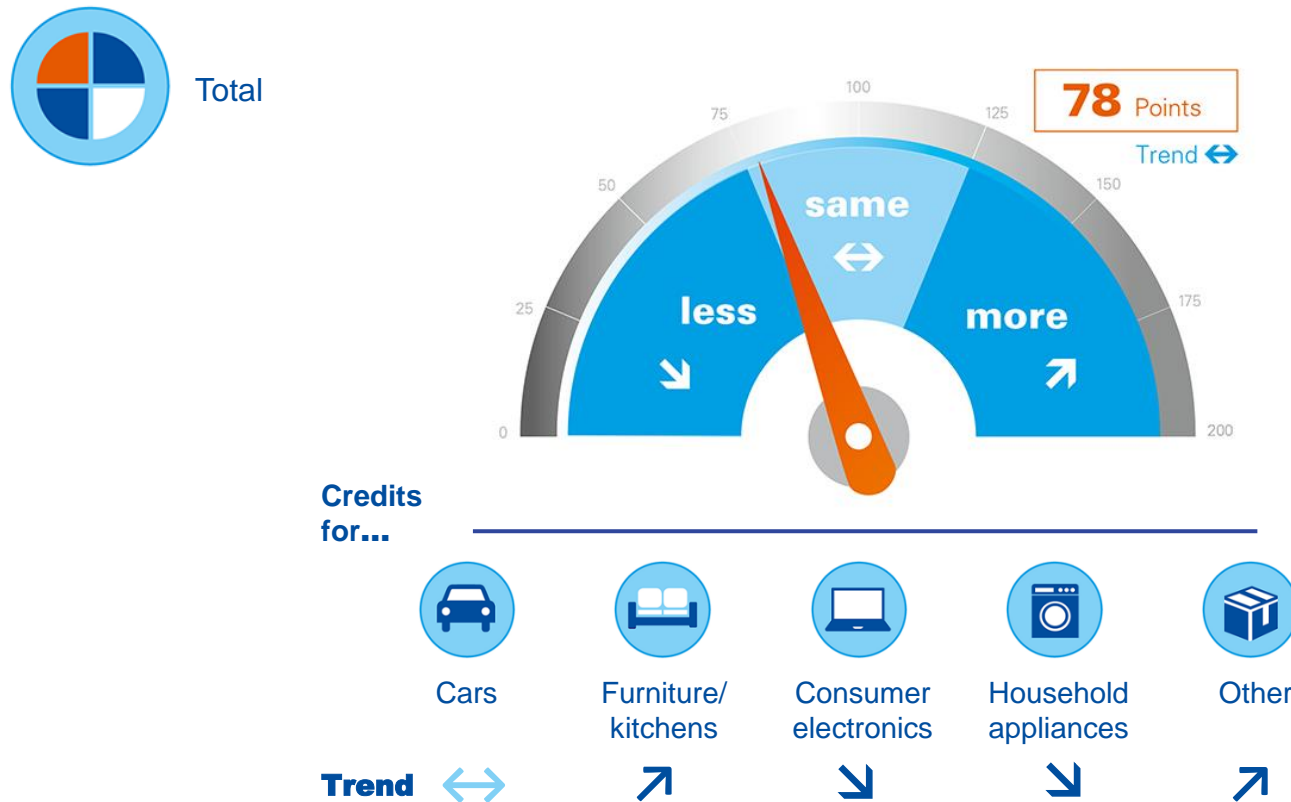 Total
78 Points
Trend
0
25
50
75
100
125
150
175
200
less
same
more
Credits
for...
Cars
Furniture/
kitchens
Consumer
electronics
Household
appliances
Other
Trend